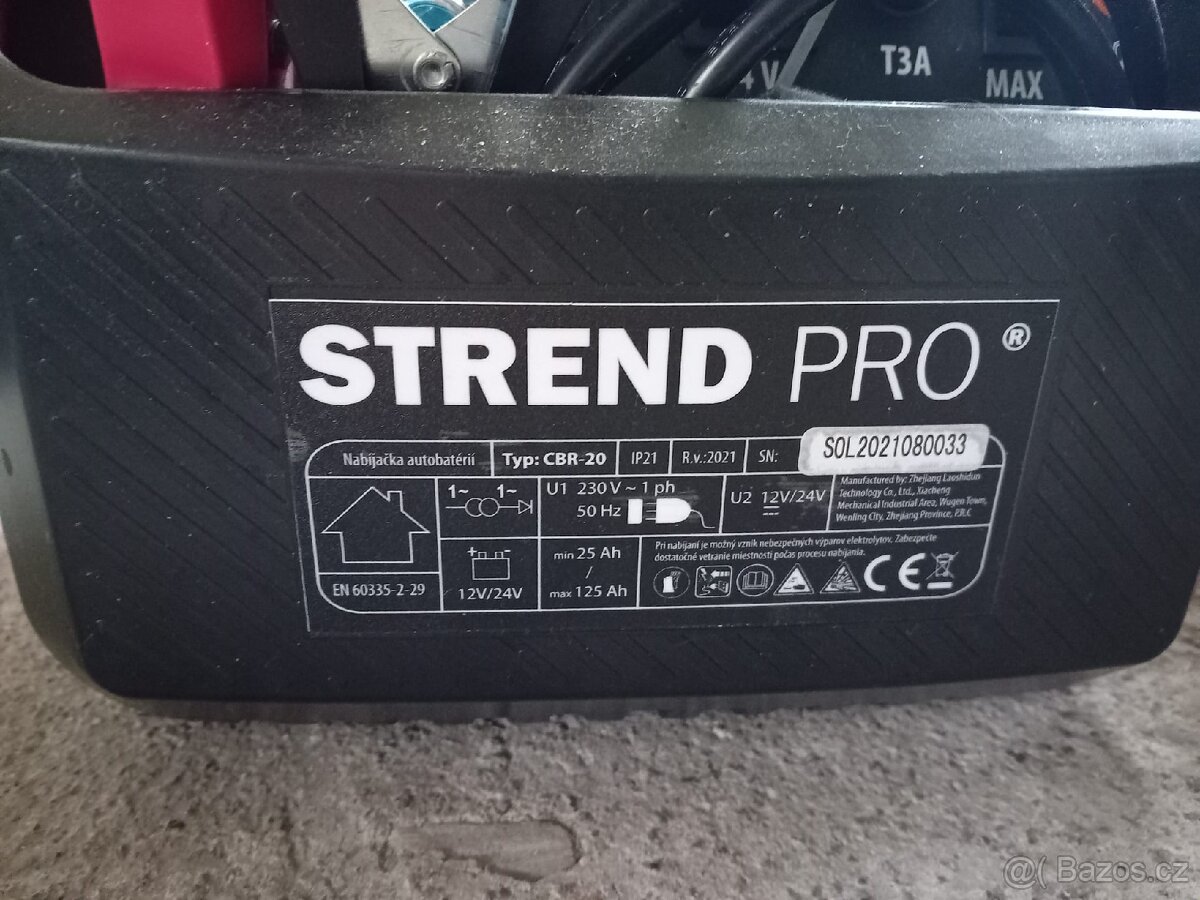 4 V
T3A
MAX
STREND PRO ®
Nabíjačka autobatérií Typ: CBR-20 IP21 R.v.:2021 SN: SOL2021080033
1~ 1~
U1 230 V ~ 1 ph
50 Hz
U2 12V/24V
Manufactured by: Zhejiang Laoshidun
Technology Co., Ltd., Xiacheng
Mechanical Industrial Area, Wugen Town,
Wenling City, Zhejiang Province, P.R.C
EN 60335-2-29
+ -
12V/24V
min 25 Ah
/
max 125 Ah
Pri nabíjaní je možný vznik nebezpečných výparov elektrolytov. Zabezpečte
dostatočné vetranie miestnosti počas procesu nabíjania.
CE
@( Bazos.cz